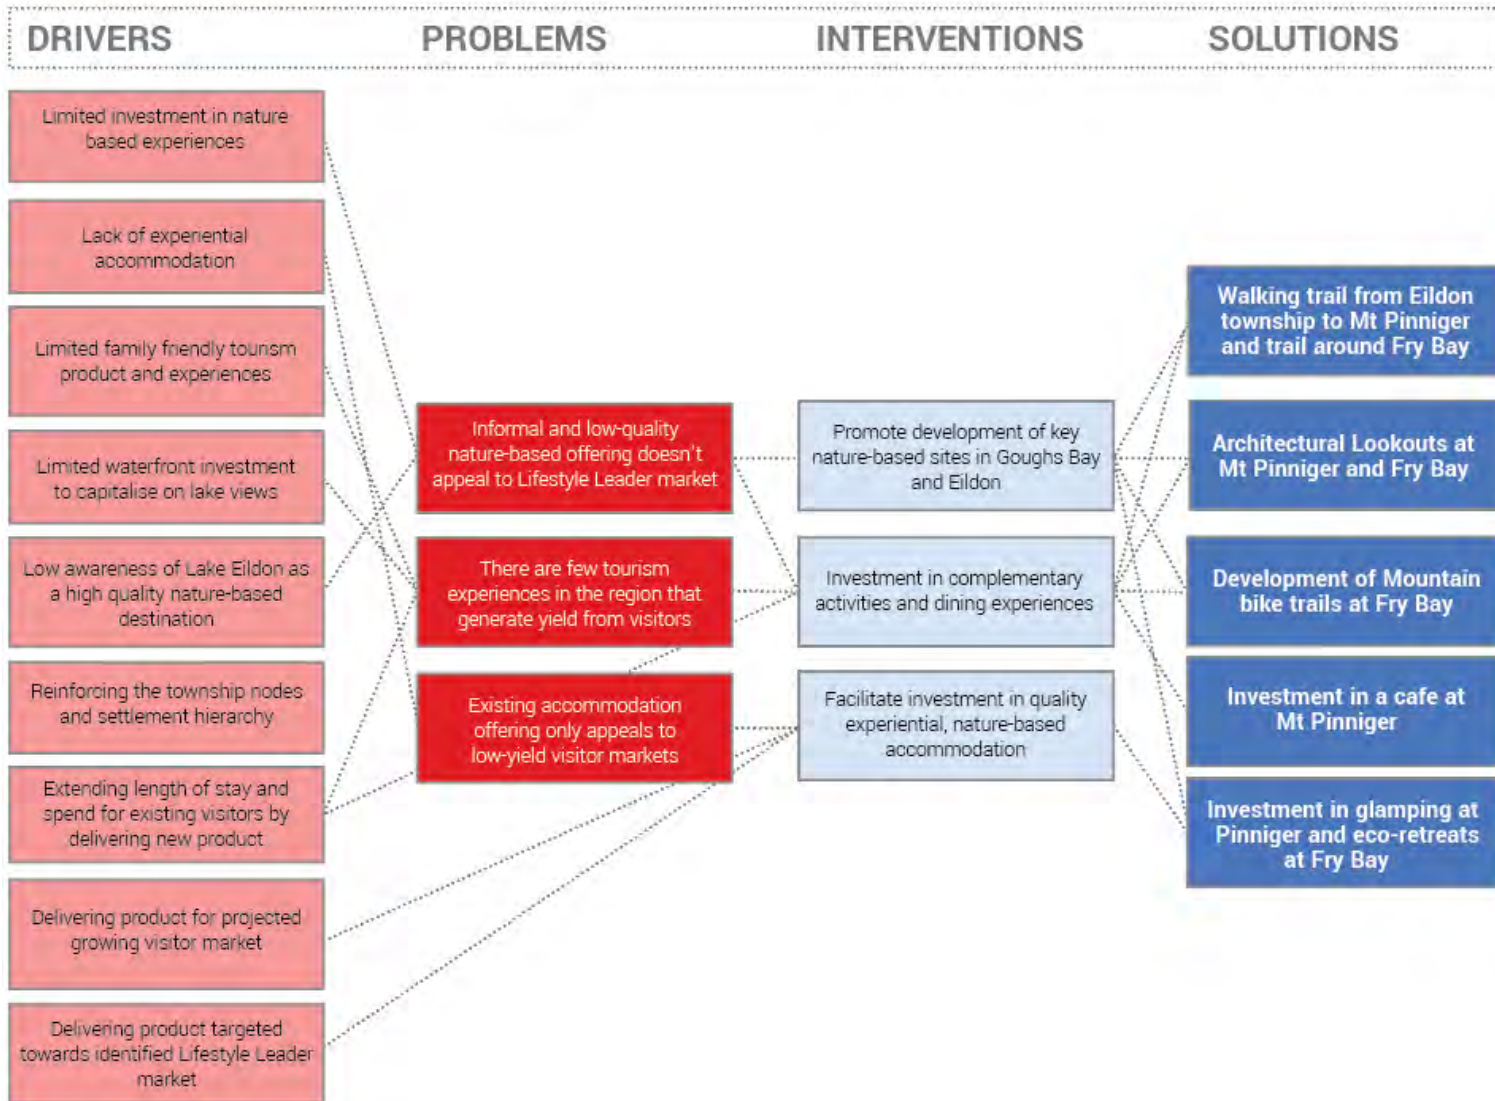 DRIVERS
PROBLEMS
INTERVENTIONS
SOLUTIONS
Limited investment in nature
based experiences
Lack of experiential
accommodation
Limited family friendly tourism
product and experiences
Limited waterfront investment
to capitalise on lake views
Low awareness of Lake Eildon as
a high quality nature-based
destination
Reinforcing the township nodes
and settlement hierarchy
Extending length of stay and
spend for existing visitors by
delivering new product
Delivering product for projected
growing visitor market
Delivering product targeted
towards identified Lifestyle Leader
market
Informal and low-quality
nature-based offering doesn't
appeal to Lifestyle Leader market
There are few tourism
experiences in the region that
generate yield from visitors
Existing accommodation
offering only appeals to
low-yield visitor markets
Promote development of key
nature-based sites in Goughs Bay
and Eildon
Investment in complementary
activities and dining experiences
Facilitate investment in quality
experiential, nature-based
accommodation
Walking trail from Eildon
township to Mt Pinniger
and trail around Fry Bay
Architectural Lookouts at
Mt Pinniger and Fry Bay
Development of Mountain
bike trails at Fry Bay
Investment in a cafe at
Mt Pinniger
Investment in glamping at
Pinniger and eco-retreats
at Fry Bay